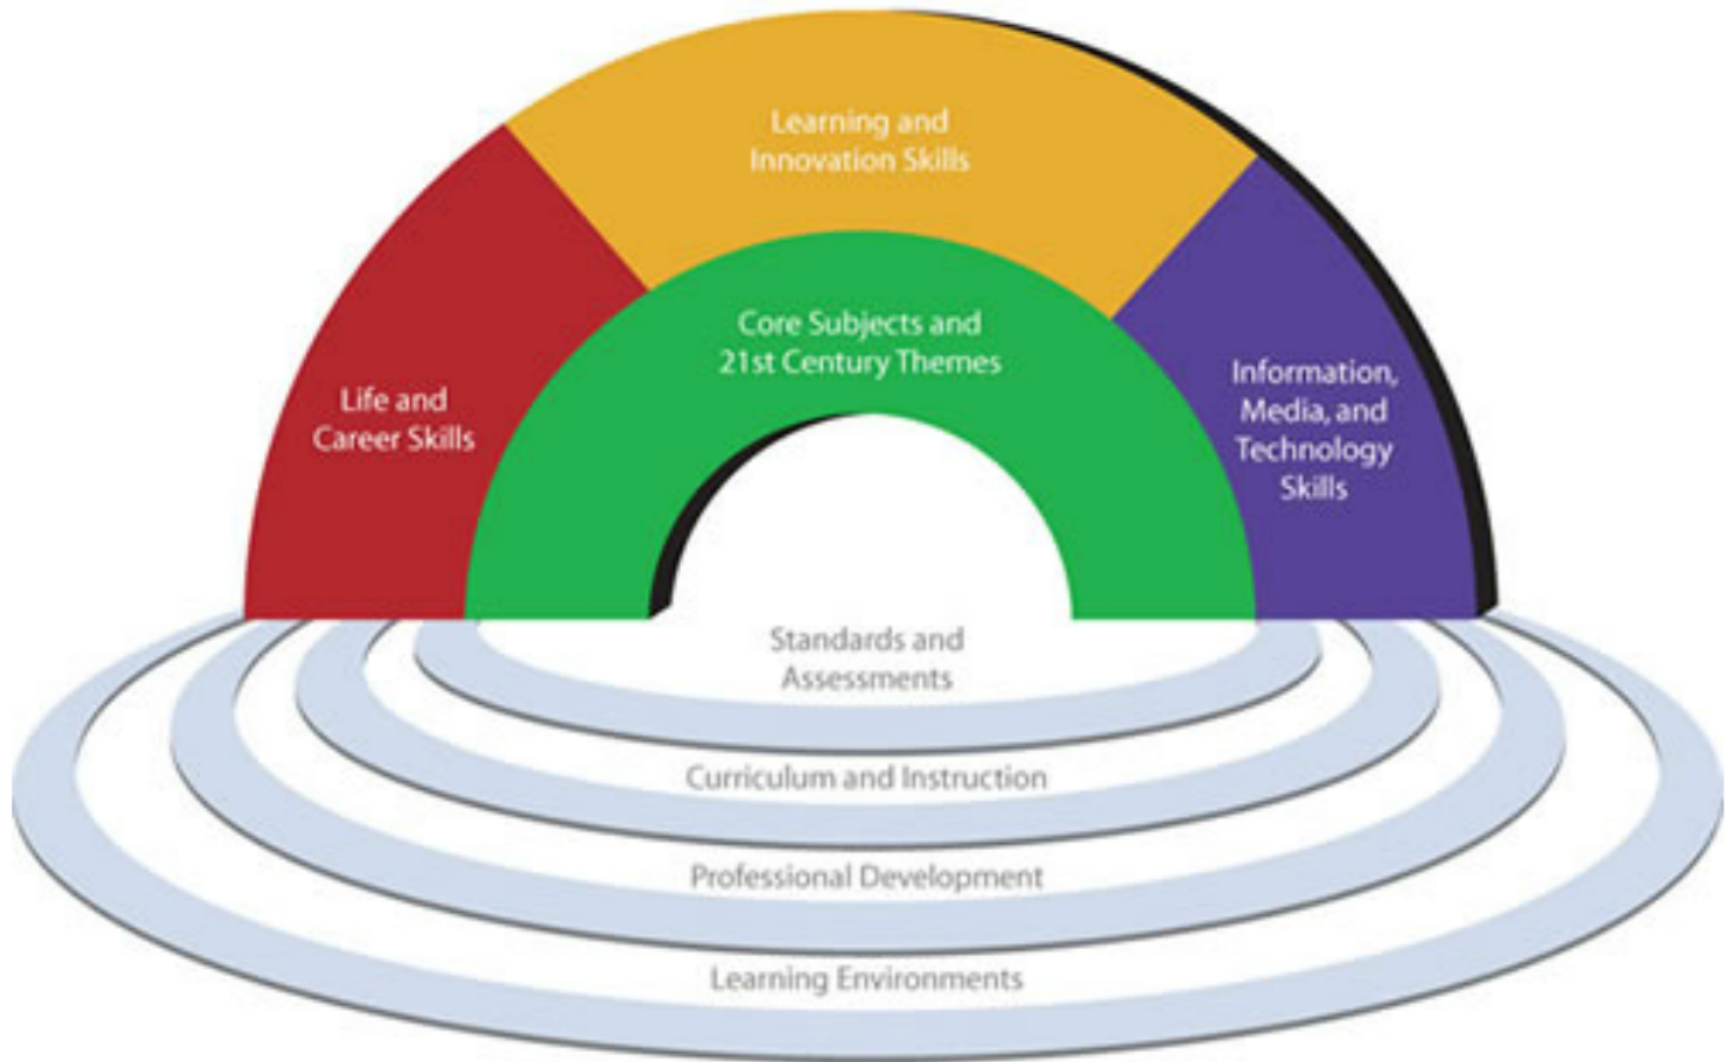 Learning and
Innovation Skills
Core Subjects and
21st Century Themes
Life and
Career Skills
Information,
Media, and
Technology
Skills
Standards and
Assessments
Curriculum and Instruction
Professional Development
Learning Environments